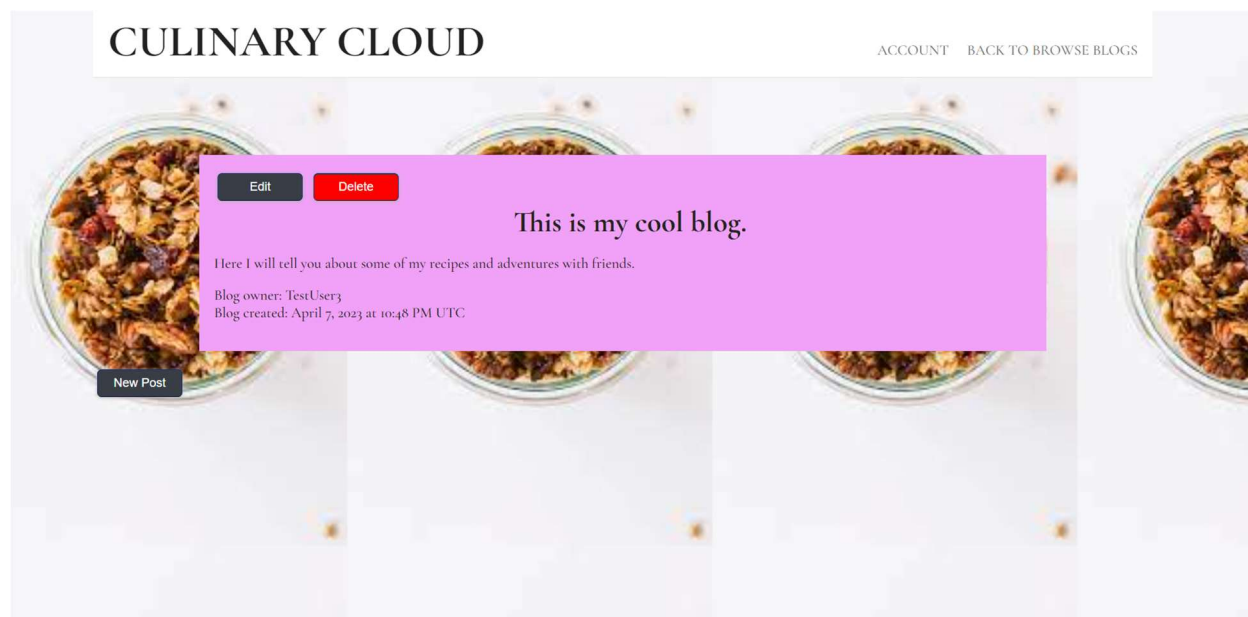 CULINARY CLOUD
ACCOUNT BACK TO BROWSE BLOGS
Edit Delete
This is my cool blog.
Here I will tell you about some of my recipes and adventures with friends.
Blog owner: TestUser3
Blog created: April 7, 2023 at 10:48 PM UTC
New Post